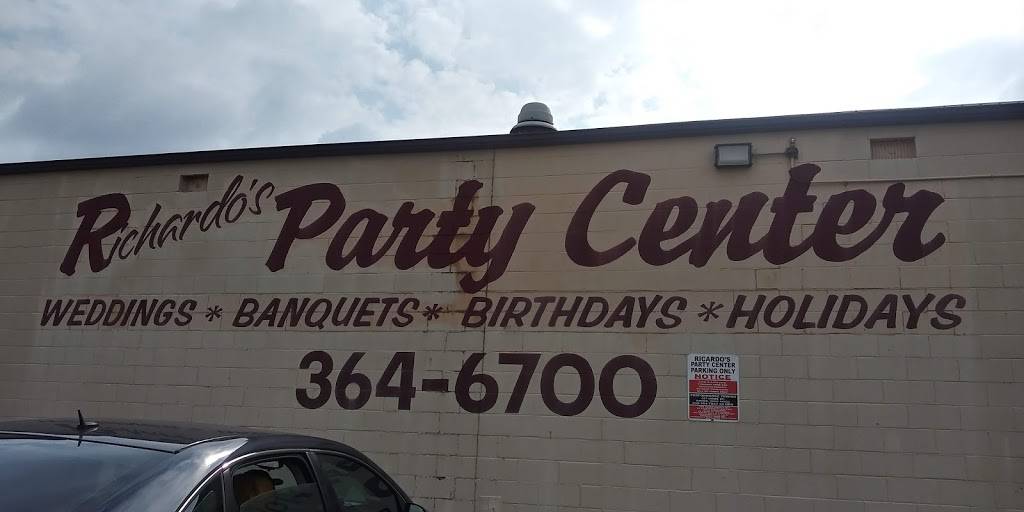 Richardo's Party Center
WEDDINGS * BANQUETS * BIRTHDAYS * HOLIDAYS
364-6700
RICARDO'S
PARTY CENTER
PARKING ONLY
NOTICE